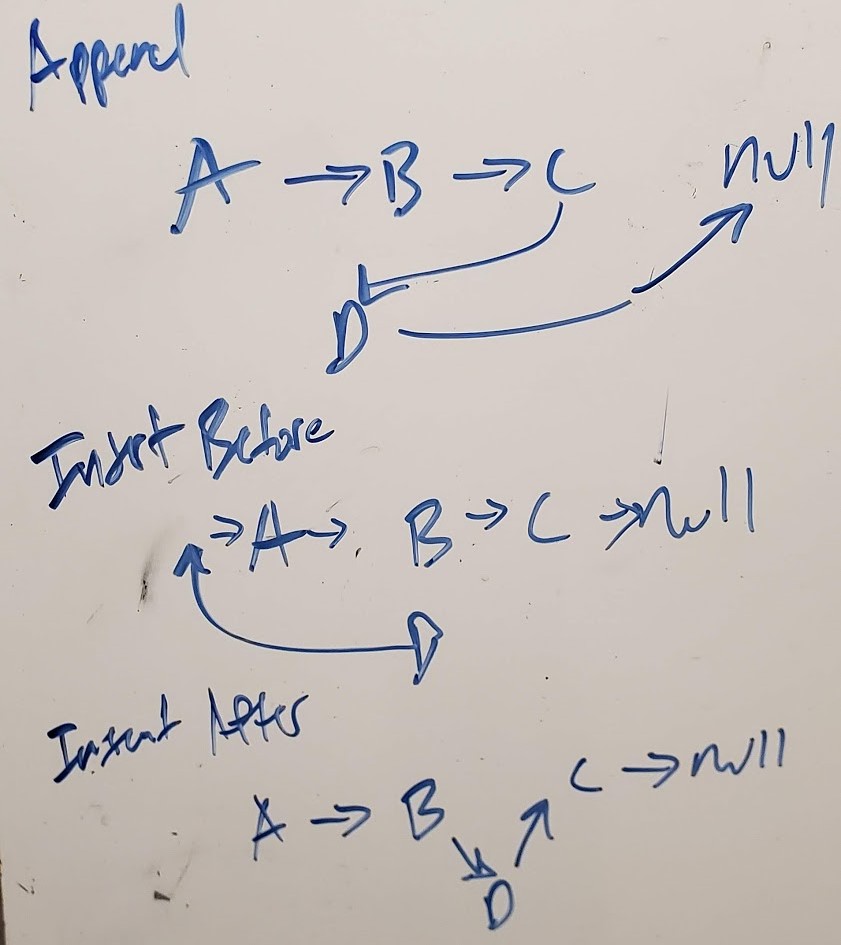 Append
A → B → C null
D
Insert Before
→ A → B → C → null
D
Insert After
A → B C → null
D